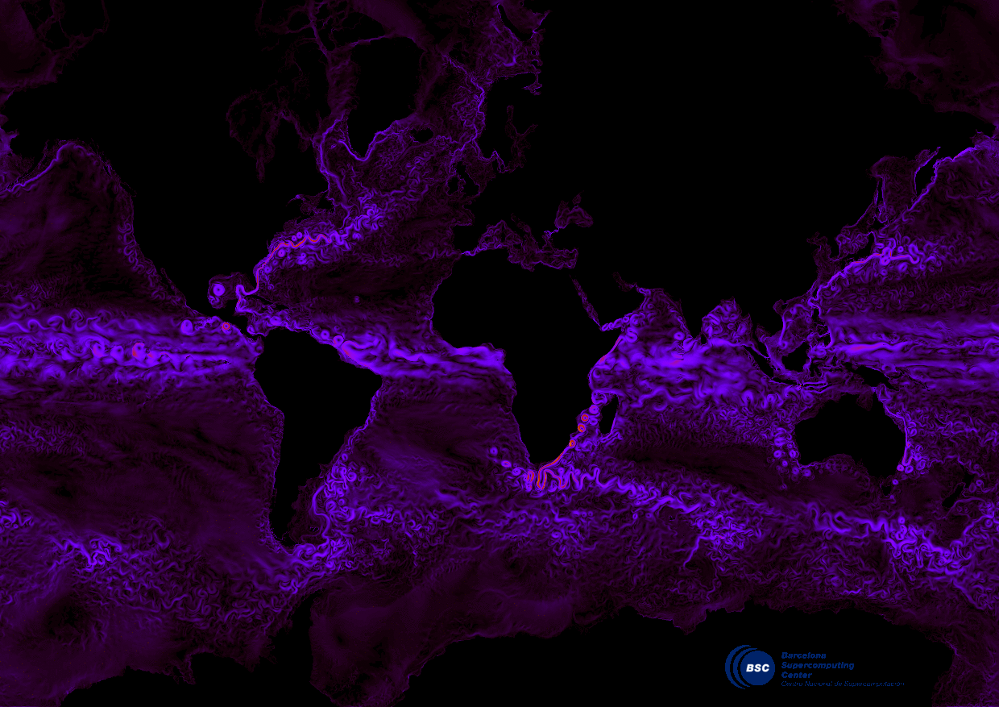 BSC
Barcelona
Supercomputing
Center
Centro Nacional de Supercomputación